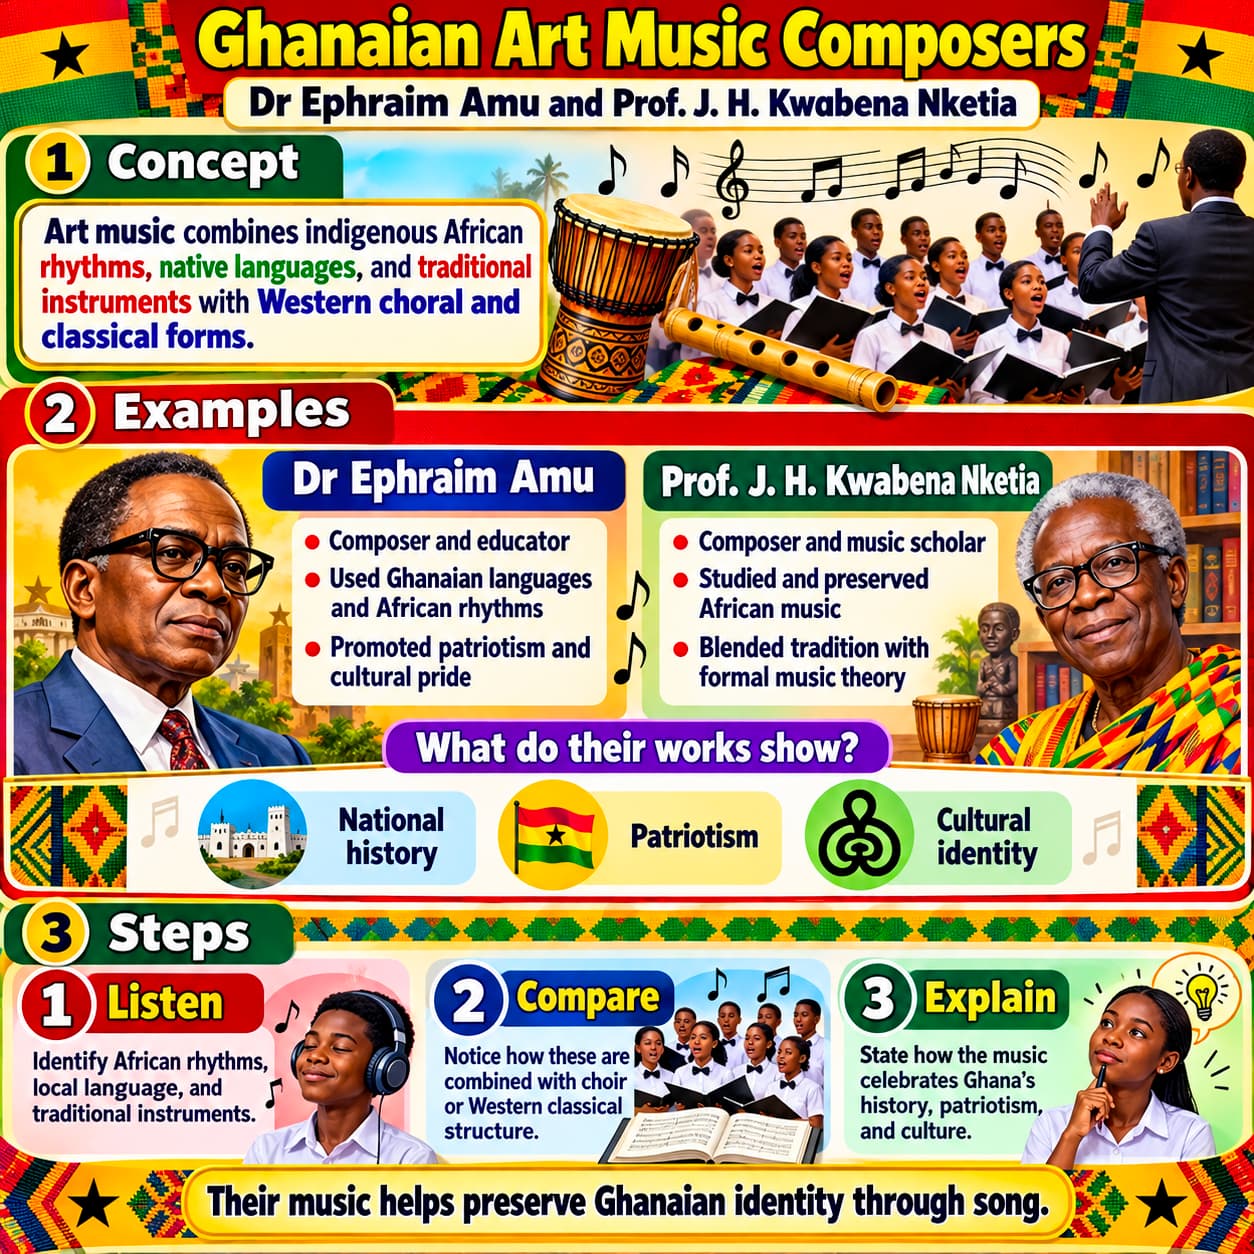 Ghanaian Art Music Composers
Dr Ephraim Amu and Prof. J. H. Kwabena Nketia
1 Concept
Art music combines indigenous African
rhythms, native languages, and traditional
instruments with Western choral and
classical forms.
2 Examples
Dr Ephraim Amu
• Composer and educator
• Used Ghanaian languages
and African rhythms
• Promoted patriotism and
cultural pride
Prof. J. H. Kwabena Nketia
• Composer and music scholar
• Studied and preserved
African music
• Blended tradition with
formal music theory
What do their works show?
National
history
Patriotism
Cultural
identity
3 Steps
1 Listen
Identify African rhythms,
local language, and
traditional instruments.
2 Compare
Notice how these are
combined with choir
or Western classical
structure.
3 Explain
State how the music
celebrates Ghana's
history, patriotism,
and culture.
Their music helps preserve Ghanaian identity through song.